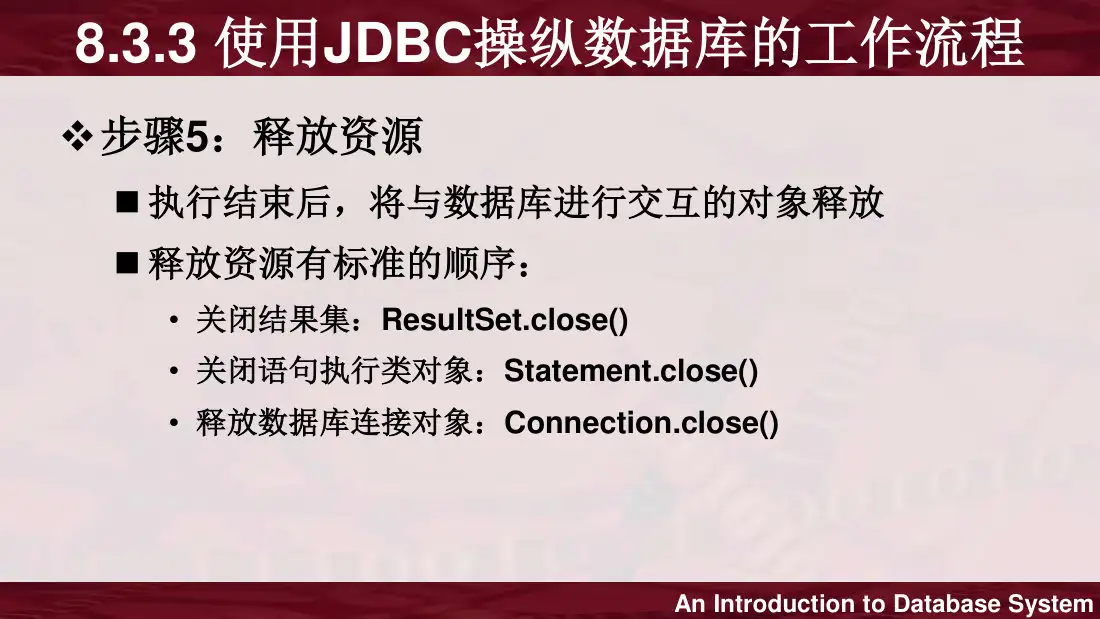 8.3.3 使用JDBC操纵数据库的工作流程
❖步骤5：释放资源
■ 执行结束后，将与数据库进行交互的对象释放
■ 释放资源有标准的顺序：
• 关闭结果集：ResultSet.close()
• 关闭语句执行类对象：Statement.close()
• 释放数据库连接对象：Connection.close()
An Introduction to Database System